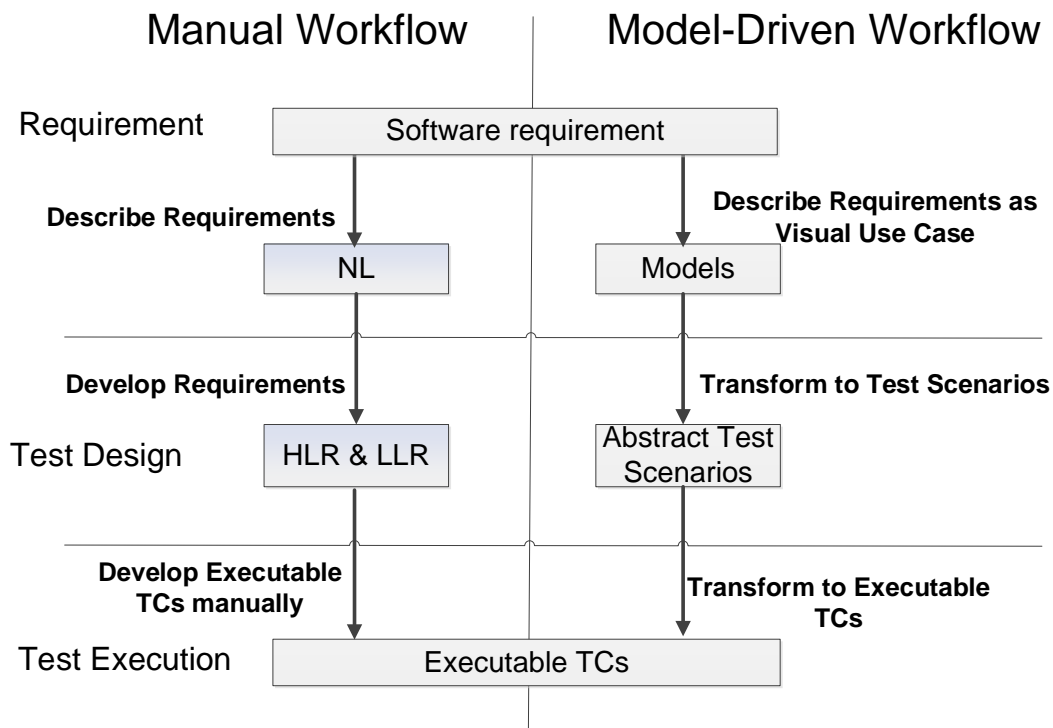 Manual Workflow
Model-Driven Workflow
Requirement
Software requirement
Describe Requirements
Describe Requirements as
Visual Use Case
NL
Models
Develop Requirements
Transform to Test Scenarios
Test Design
HLR & LLR
Abstract Test
Scenarios
Develop Executable
TCs manually
Transform to Executable
TCs
Test Execution
Executable TCs